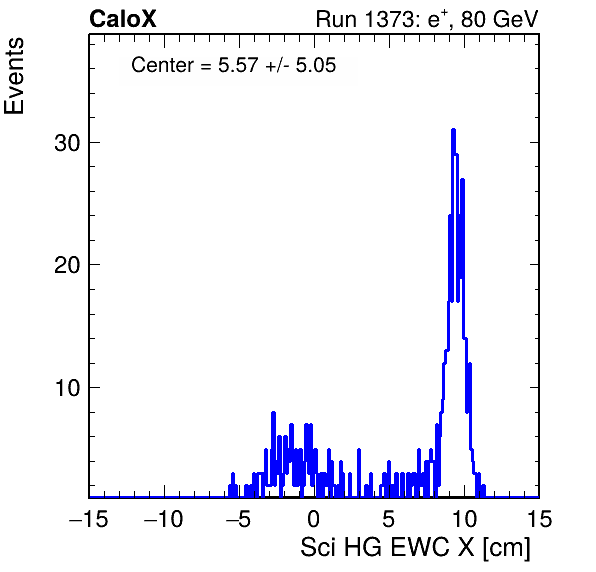 CaloX Run 1373: e⁺, 80 GeV
Center = 5.57 +/- 5.05
Events
30
20
10
−15 −10 −5 0 5 10 15
Sci HG EWC X [cm]